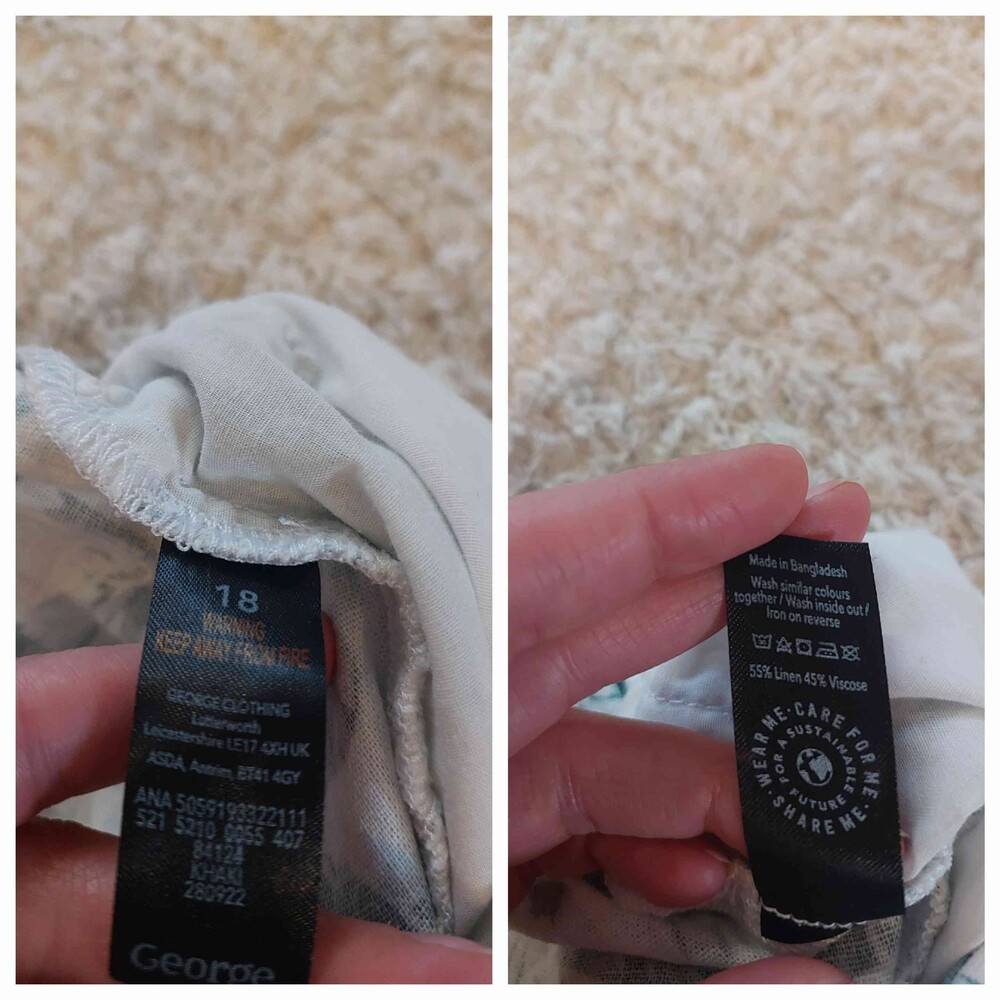 18
WARNING
KEEP AWAY FROM FIRE
GEORGE CLOTHING
Lutterworth
Leicestershire LE17 4XH UK
ASDA, Antrim, BT41 4GY
ANA 5059193322111
521 5210 0055 407
84124
KHAKI
280922
George
Made in Bangladesh
Wash similar colours
together / Wash inside out /
Iron on reverse
55% Linen 45% Viscose
WEAR ME · CARE FOR ME · SHARE ME ·
FOR A SUSTAINABLE FUTURE